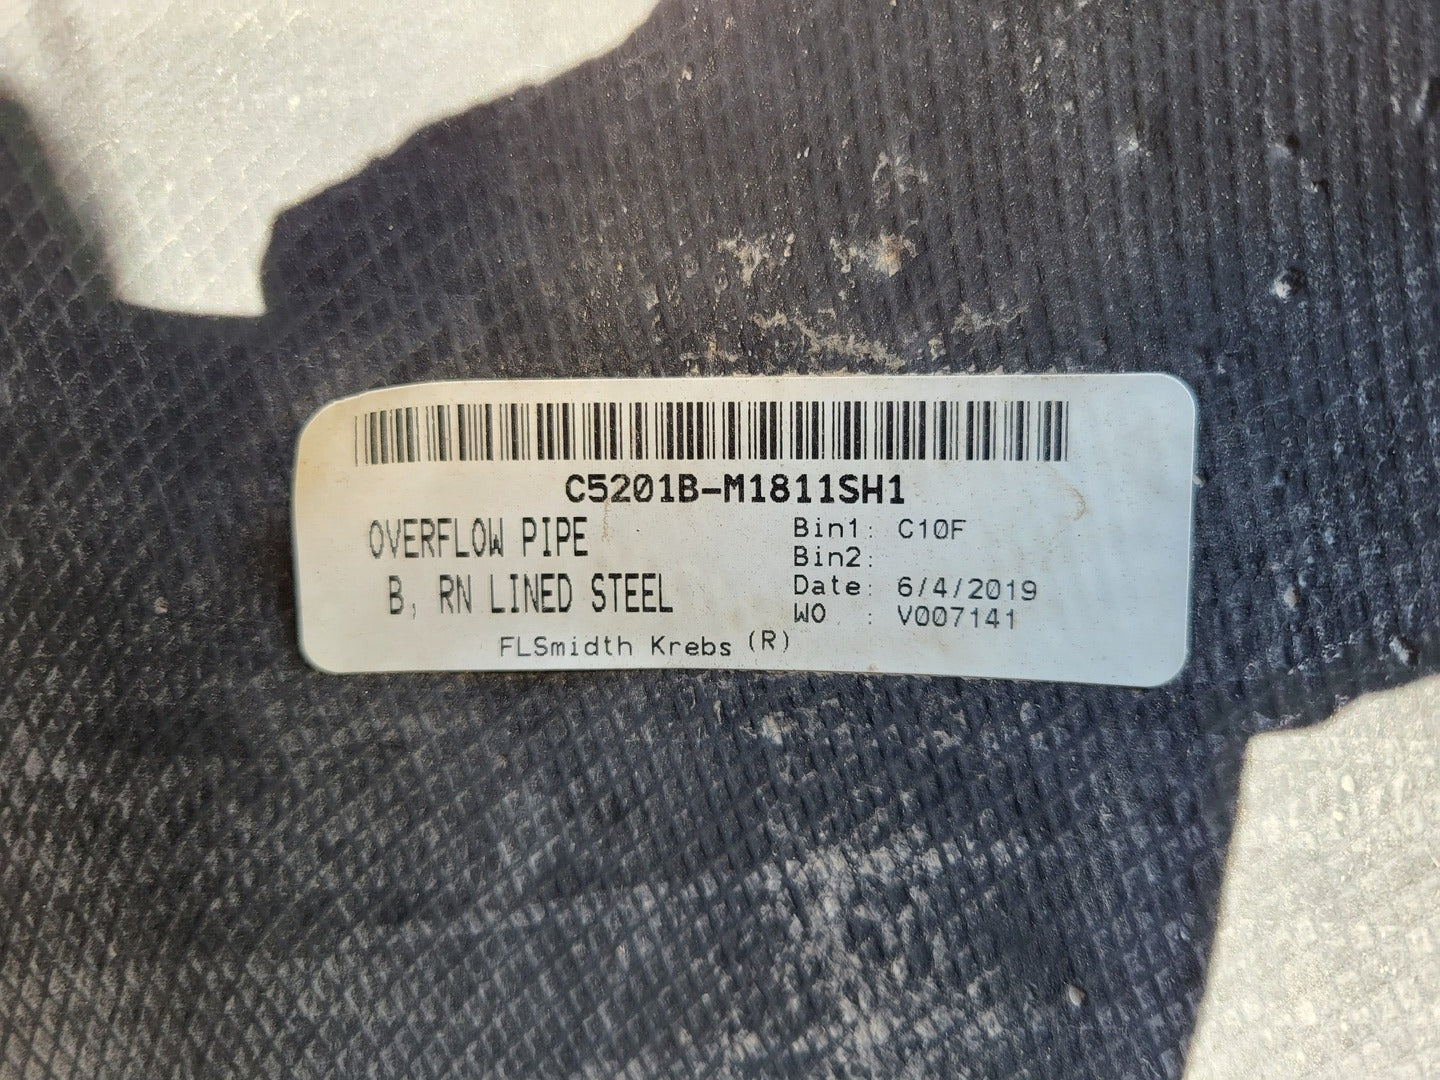 C5201B-M1811SH1
OVERFLOW PIPE
B, RN LINED STEEL
Bin1: C10F
Bin2:
Date: 6/4/2019
WO : V007141
FLSmidth Krebs (R)